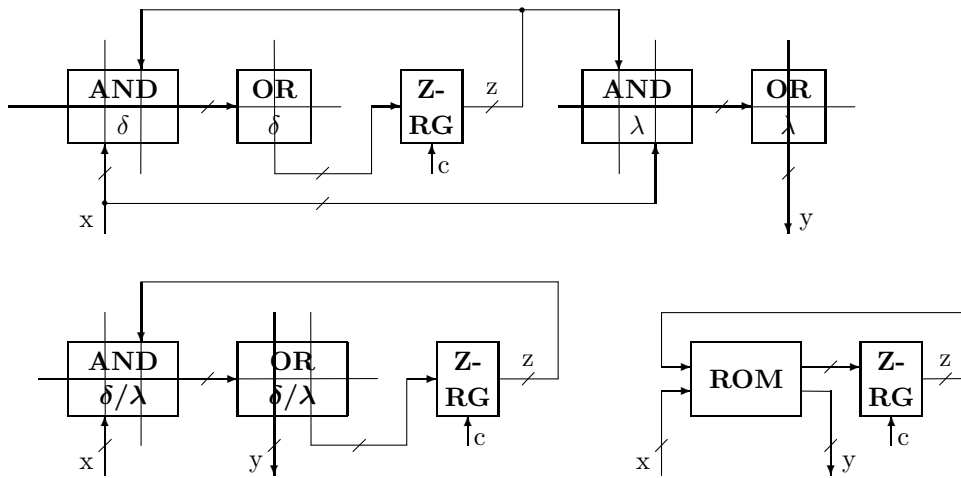 AND
δ
OR
δ
Z-
RG
z
c
AND
λ
OR
λ
x
y
AND
δ/λ
OR
δ/λ
Z-
RG
z
c
x
y
ROM
Z-
RG
z
c
x
y